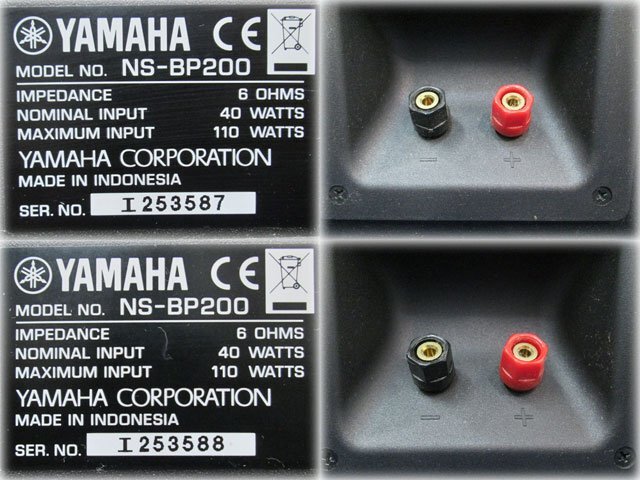 YAMAHA CE
MODEL NO. NS-BP200
IMPEDANCE 6 OHMS
NOMINAL INPUT 40 WATTS
MAXIMUM INPUT 110 WATTS
YAMAHA CORPORATION
MADE IN INDONESIA
SER. NO. I253587
− +
YAMAHA CE
MODEL NO. NS-BP200
IMPEDANCE 6 OHMS
NOMINAL INPUT 40 WATTS
MAXIMUM INPUT 110 WATTS
YAMAHA CORPORATION
MADE IN INDONESIA
SER. NO. I253588
− +